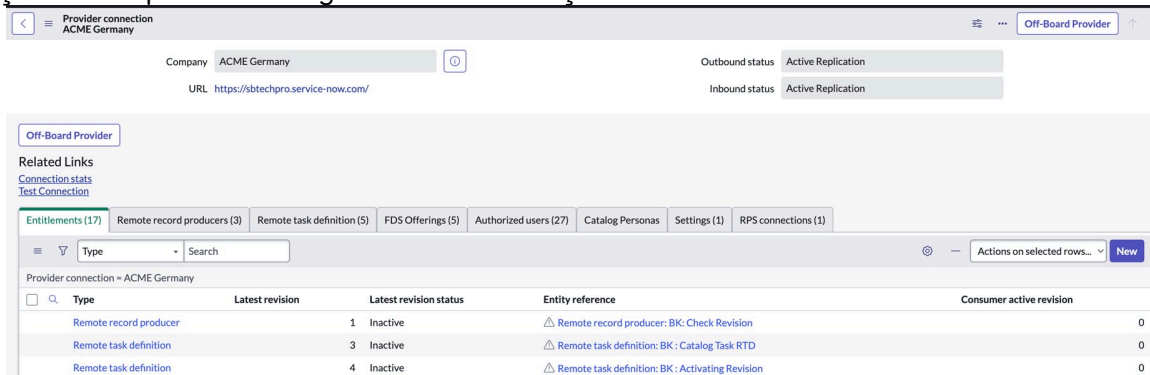 Provider connection
ACME Germany
Off-Board Provider
Company ACME Germany
Outbound status Active Replication
URL https://sbtechpro.service-now.com/
Inbound status Active Replication
Off-Board Provider
Related Links
Connection stats
Test Connection
Entitlements (17) Remote record producers (3) Remote task definition (5) FDS Offerings (5) Authorized users (27) Catalog Personas Settings (1) RPS connections (1)
Type Search Actions on selected rows... New
Provider connection = ACME Germany
Type Latest revision Latest revision status Entity reference Consumer active revision
Remote record producer 1 Inactive Remote record producer: BK: Check Revision 0
Remote task definition 3 Inactive Remote task definition: BK : Catalog Task RTD 0
Remote task definition 4 Inactive Remote task definition: BK : Activating Revision 0